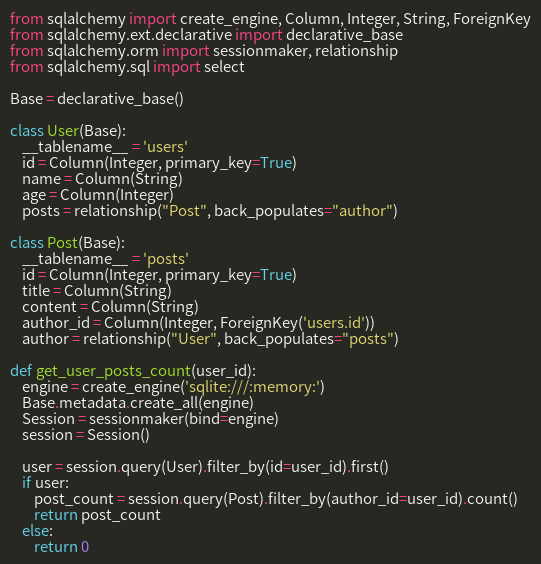 from sqlalchemy import create_engine, Column, Integer, String, ForeignKey
from sqlalchemy.ext.declarative import declarative_base
from sqlalchemy.orm import sessionmaker, relationship
from sqlalchemy.sql import select

Base = declarative_base()

class User(Base):
    __tablename__ = 'users'
    id = Column(Integer, primary_key=True)
    name = Column(String)
    age = Column(Integer)
    posts = relationship("Post", back_populates="author")

class Post(Base):
    __tablename__ = 'posts'
    id = Column(Integer, primary_key=True)
    title = Column(String)
    content = Column(String)
    author_id = Column(Integer, ForeignKey('users.id'))
    author = relationship("User", back_populates="posts")

def get_user_posts_count(user_id):
    engine = create_engine('sqlite:///:memory:')
    Base.metadata.create_all(engine)
    Session = sessionmaker(bind=engine)
    session = Session()

    user = session.query(User).filter_by(id=user_id).first()
    if user:
        post_count = session.query(Post).filter_by(author_id=user_id).count()
        return post_count
    else:
        return 0